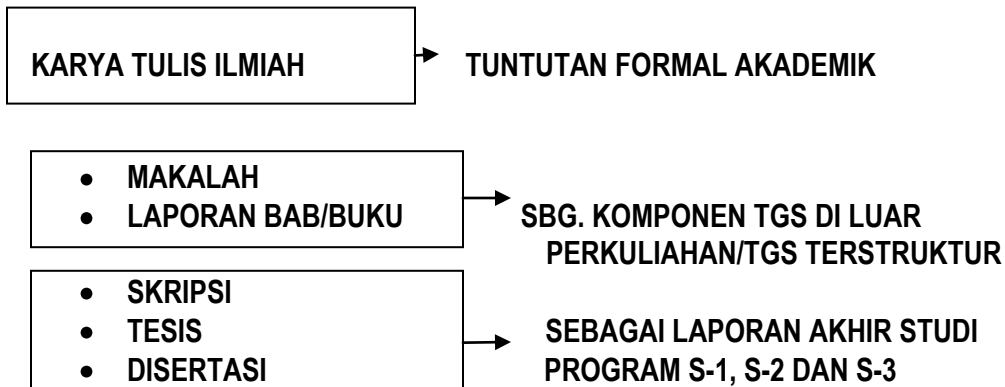 KARYA TULIS ILMIAH TUNTUTAN FORMAL AKADEMIK
• MAKALAH
• LAPORAN BAB/BUKU
SBG. KOMPONEN TGS DI LUAR
PERKULIAHAN/TGS TERSTRUKTUR
• SKRIPSI
• TESIS
• DISERTASI
SEBAGAI LAPORAN AKHIR STUDI
PROGRAM S-1, S-2 DAN S-3